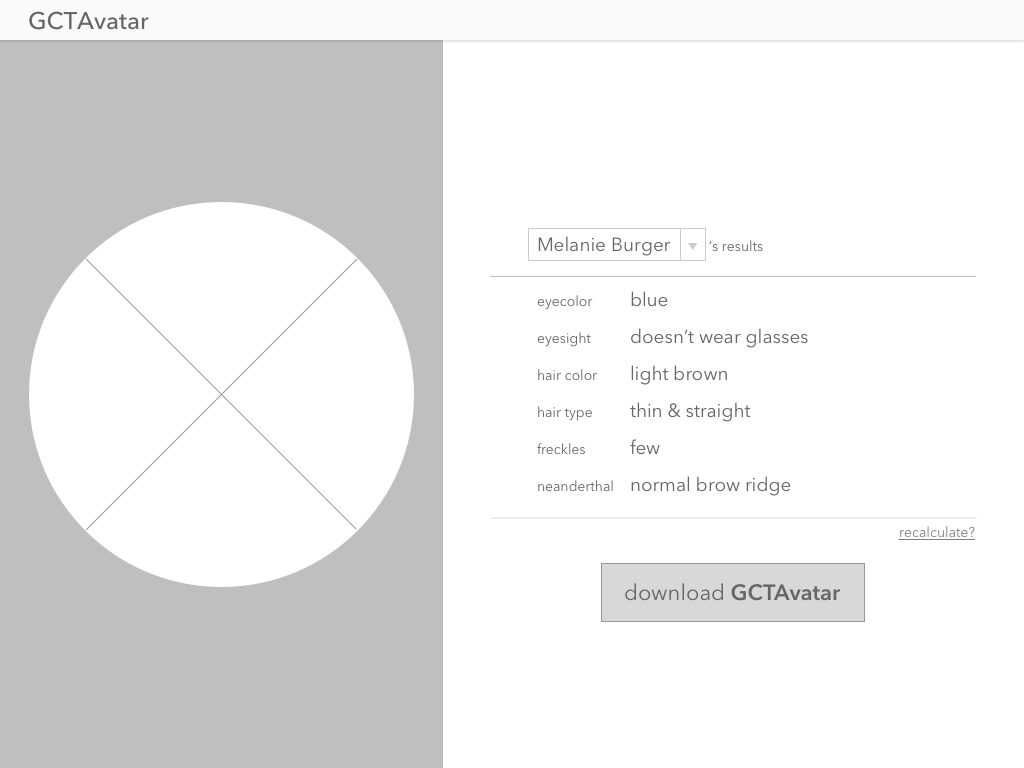 GCTAvatar
Melanie Burger ’s results
eyecolor blue
eyesight doesn’t wear glasses
hair color light brown
hair type thin & straight
freckles few
neanderthal normal brow ridge
recalculate?
download GCTAvatar